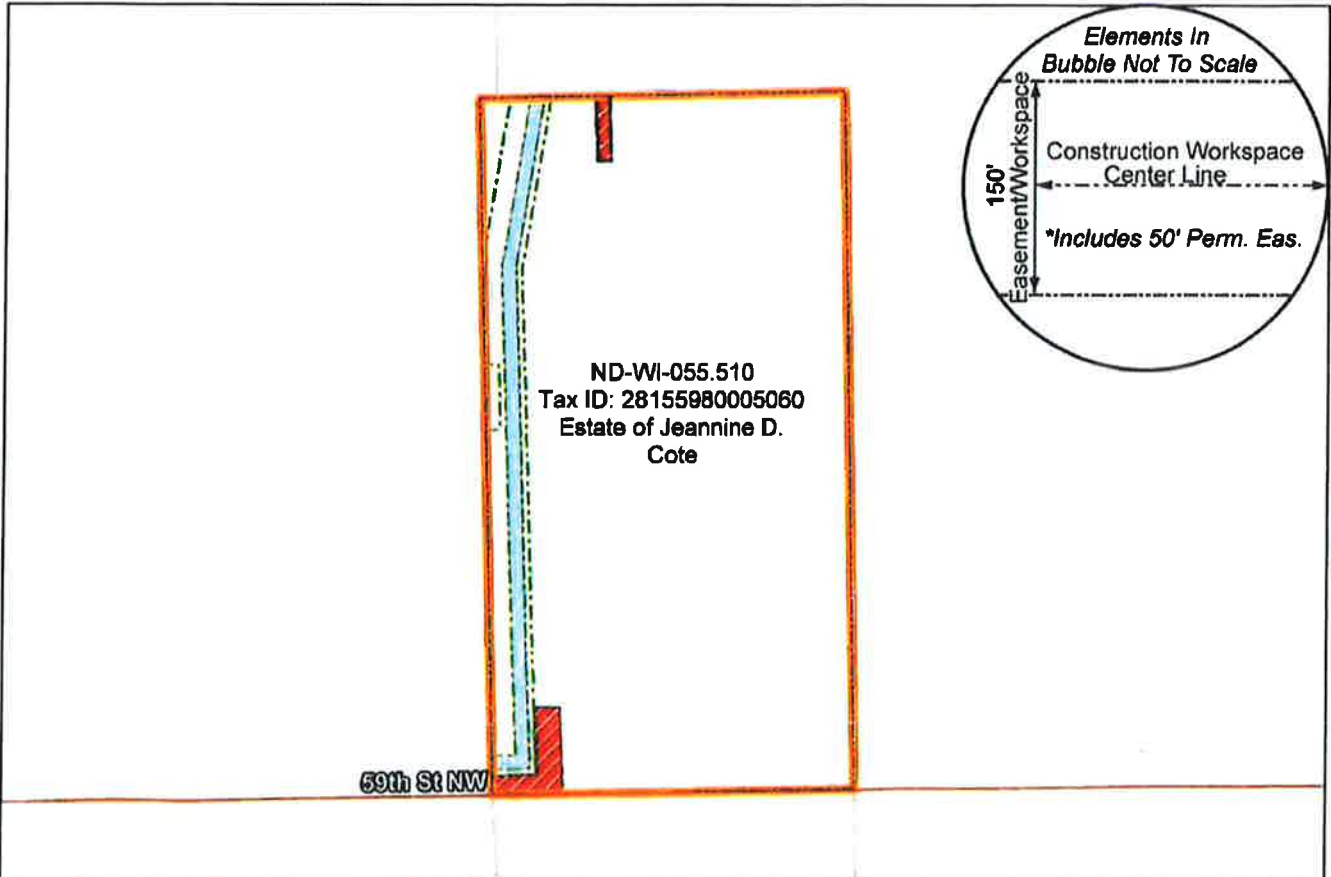 Elements In
Bubble Not To Scale
150'
Easement/Workspace
Construction Workspace
Center Line
*Includes 50' Perm. Eas.
ND-WI-055.510
Tax ID: 28155980005060
Estate of Jeannine D.
Cote
59th St NW